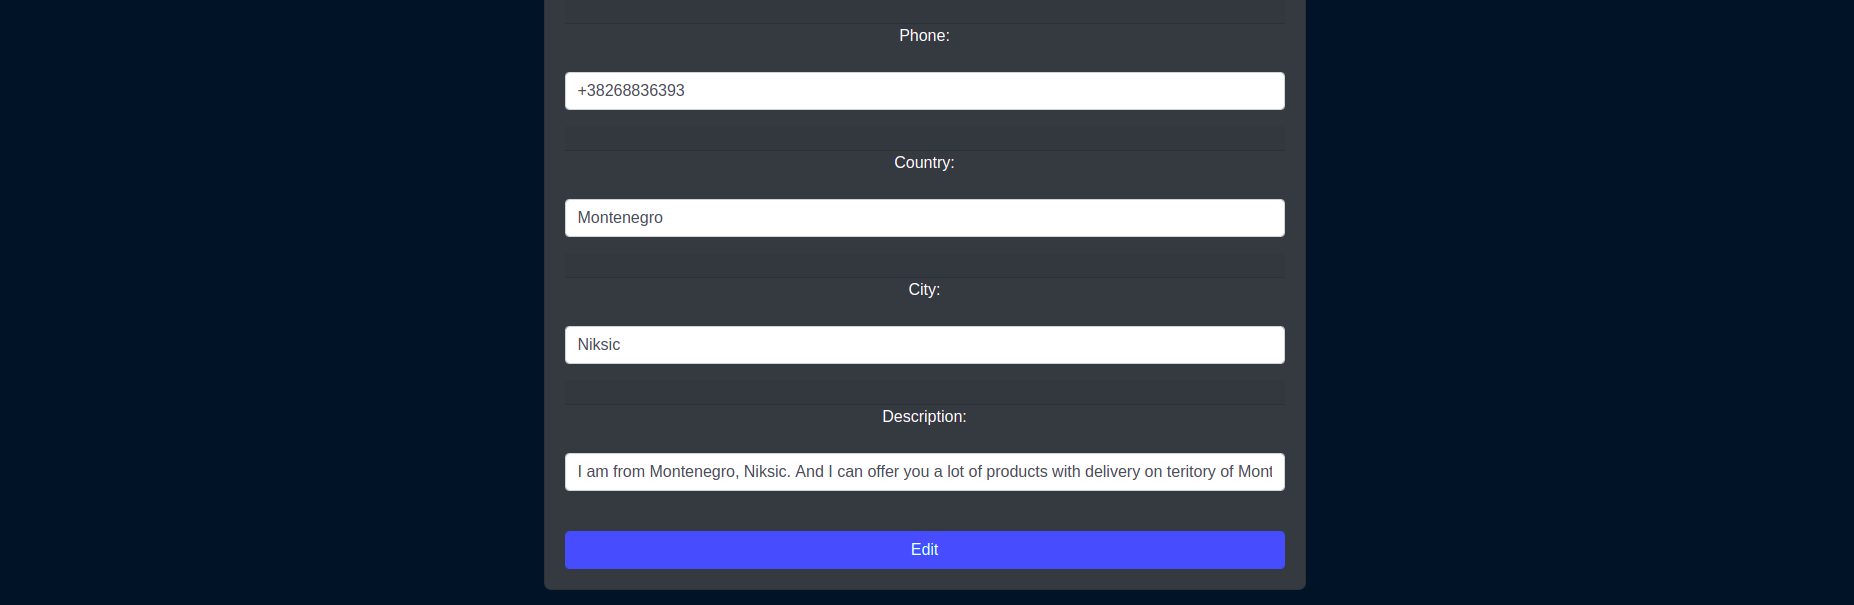 Phone:
+38268836393
Country:
Montenegro
City:
Niksic
Description:
I am from Montenegro, Niksic. And I can offer you a lot of products with delivery on teritory of Mont
Edit